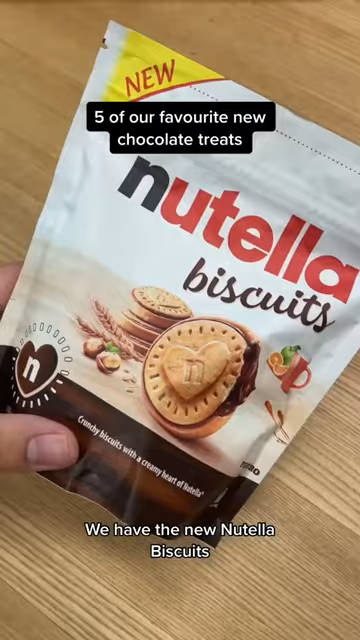 NEW
5 of our favourite new
chocolate treats
nutella
biscuits
n
Crunchy biscuits with a creamy heart of Nutella®
We have the new Nutella
Biscuits